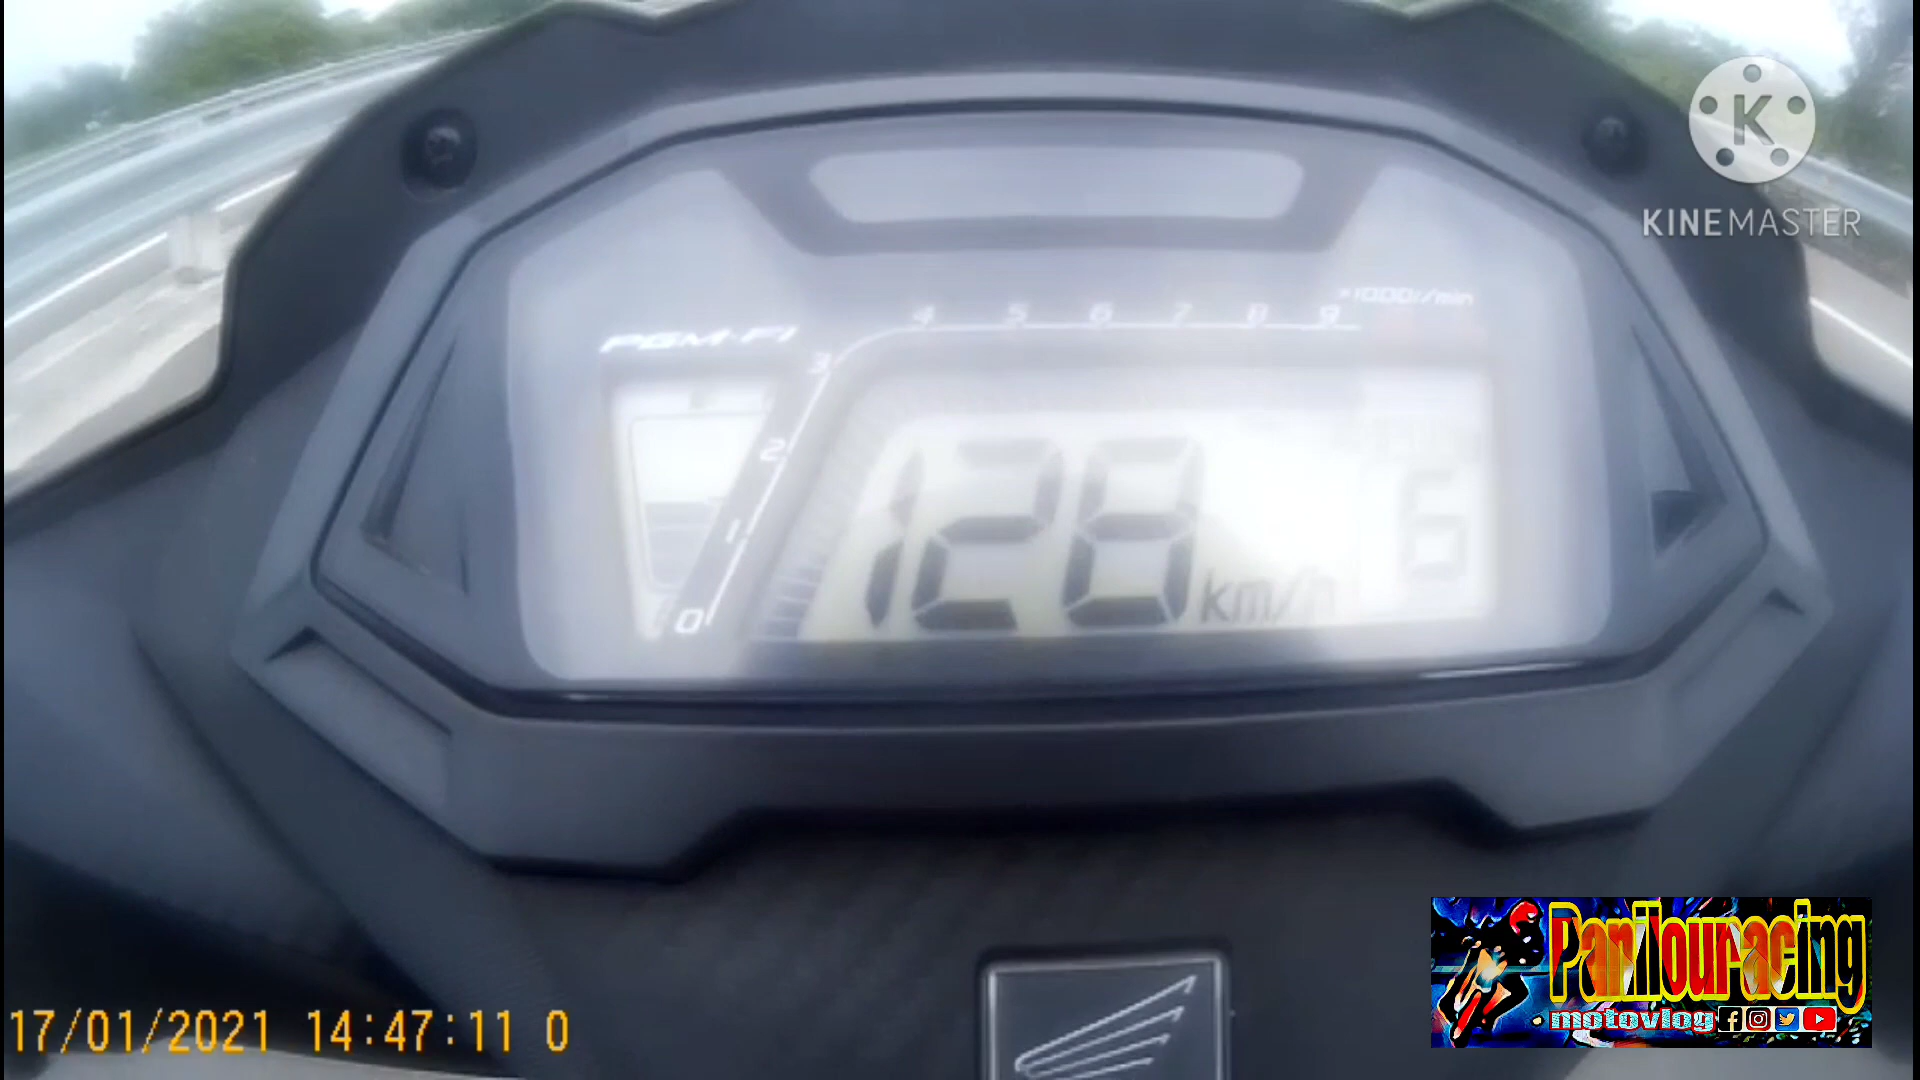 K
KINEMASTER
×1000r/min
4 5 6 7 8 9
PGM-FI
3
2
1
0
128
km/h
6
Panilouracing
motovlog
17/01/2021 14:47:11 0